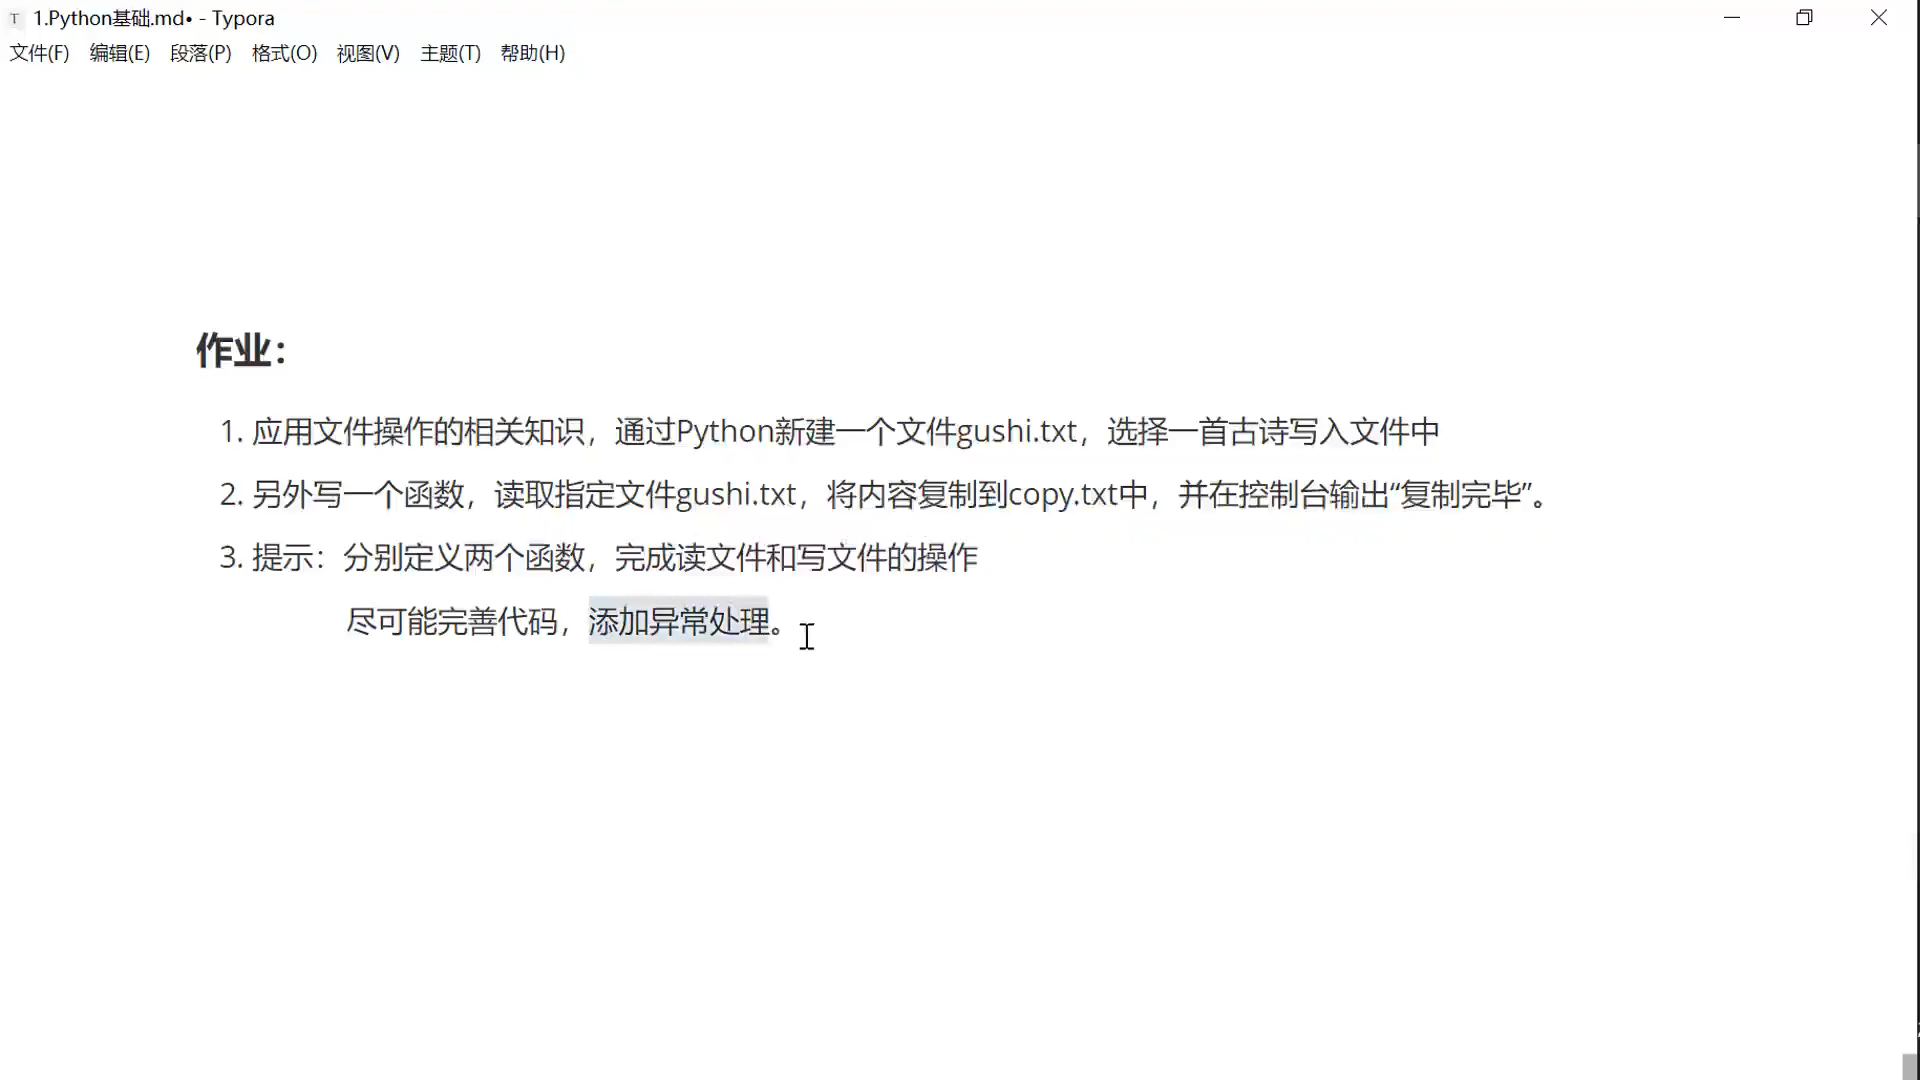 1.Python基础.md• - Typora
文件(F) 编辑(E) 段落(P) 格式(O) 视图(V) 主题(T) 帮助(H)
作业：
1. 应用文件操作的相关知识，通过Python新建一个文件gushi.txt，选择一首古诗写入文件中
2. 另外写一个函数，读取指定文件gushi.txt，将内容复制到copy.txt中，并在控制台输出“复制完毕”。
3. 提示：分别定义两个函数，完成读文件和写文件的操作
尽可能完善代码，添加异常处理。